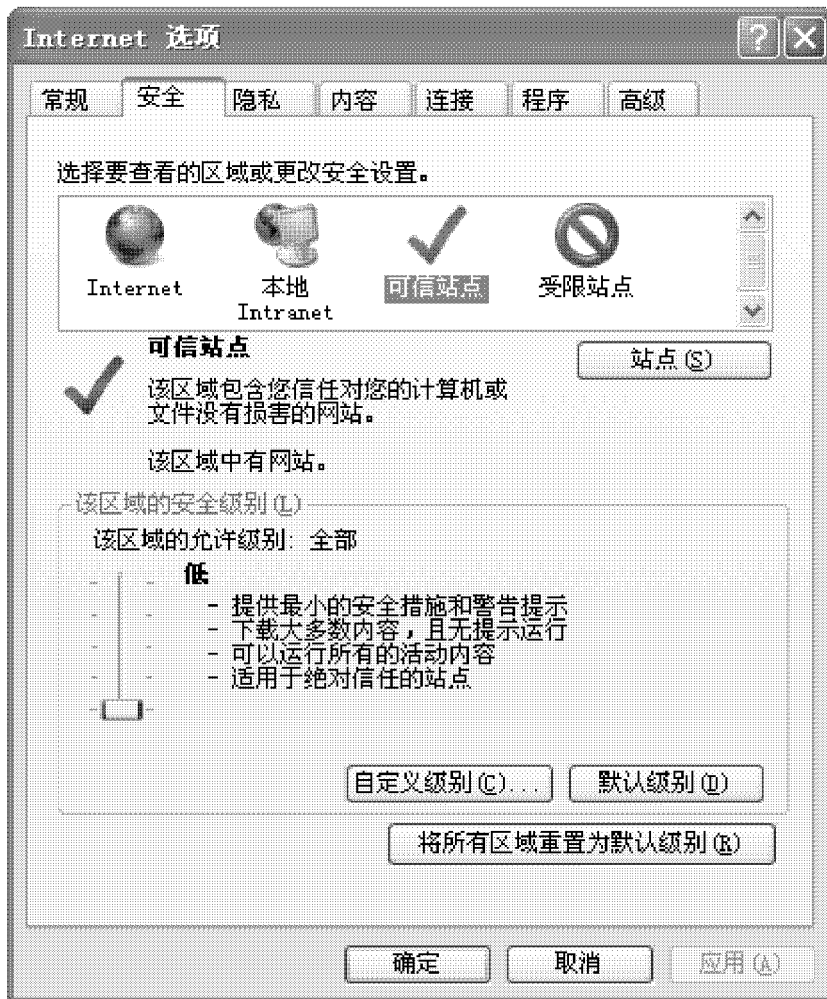 Internet 选项
常规 安全 隐私 内容 连接 程序 高级
选择要查看的区域或更改安全设置。
Internet 本地 可信站点 受限站点
Intranet
可信站点 站点(S)
该区域包含您信任对您的计算机或
文件没有损害的网站。
该区域中有网站。
该区域的安全级别(L)
该区域的允许级别: 全部
低
- 提供最小的安全措施和警告提示
- 下载大多数内容，且无提示运行
- 可以运行所有的活动内容
- 适用于绝对信任的站点
自定义级别(C)... 默认级别(D)
将所有区域重置为默认级别(R)
确定 取消 应用(A)